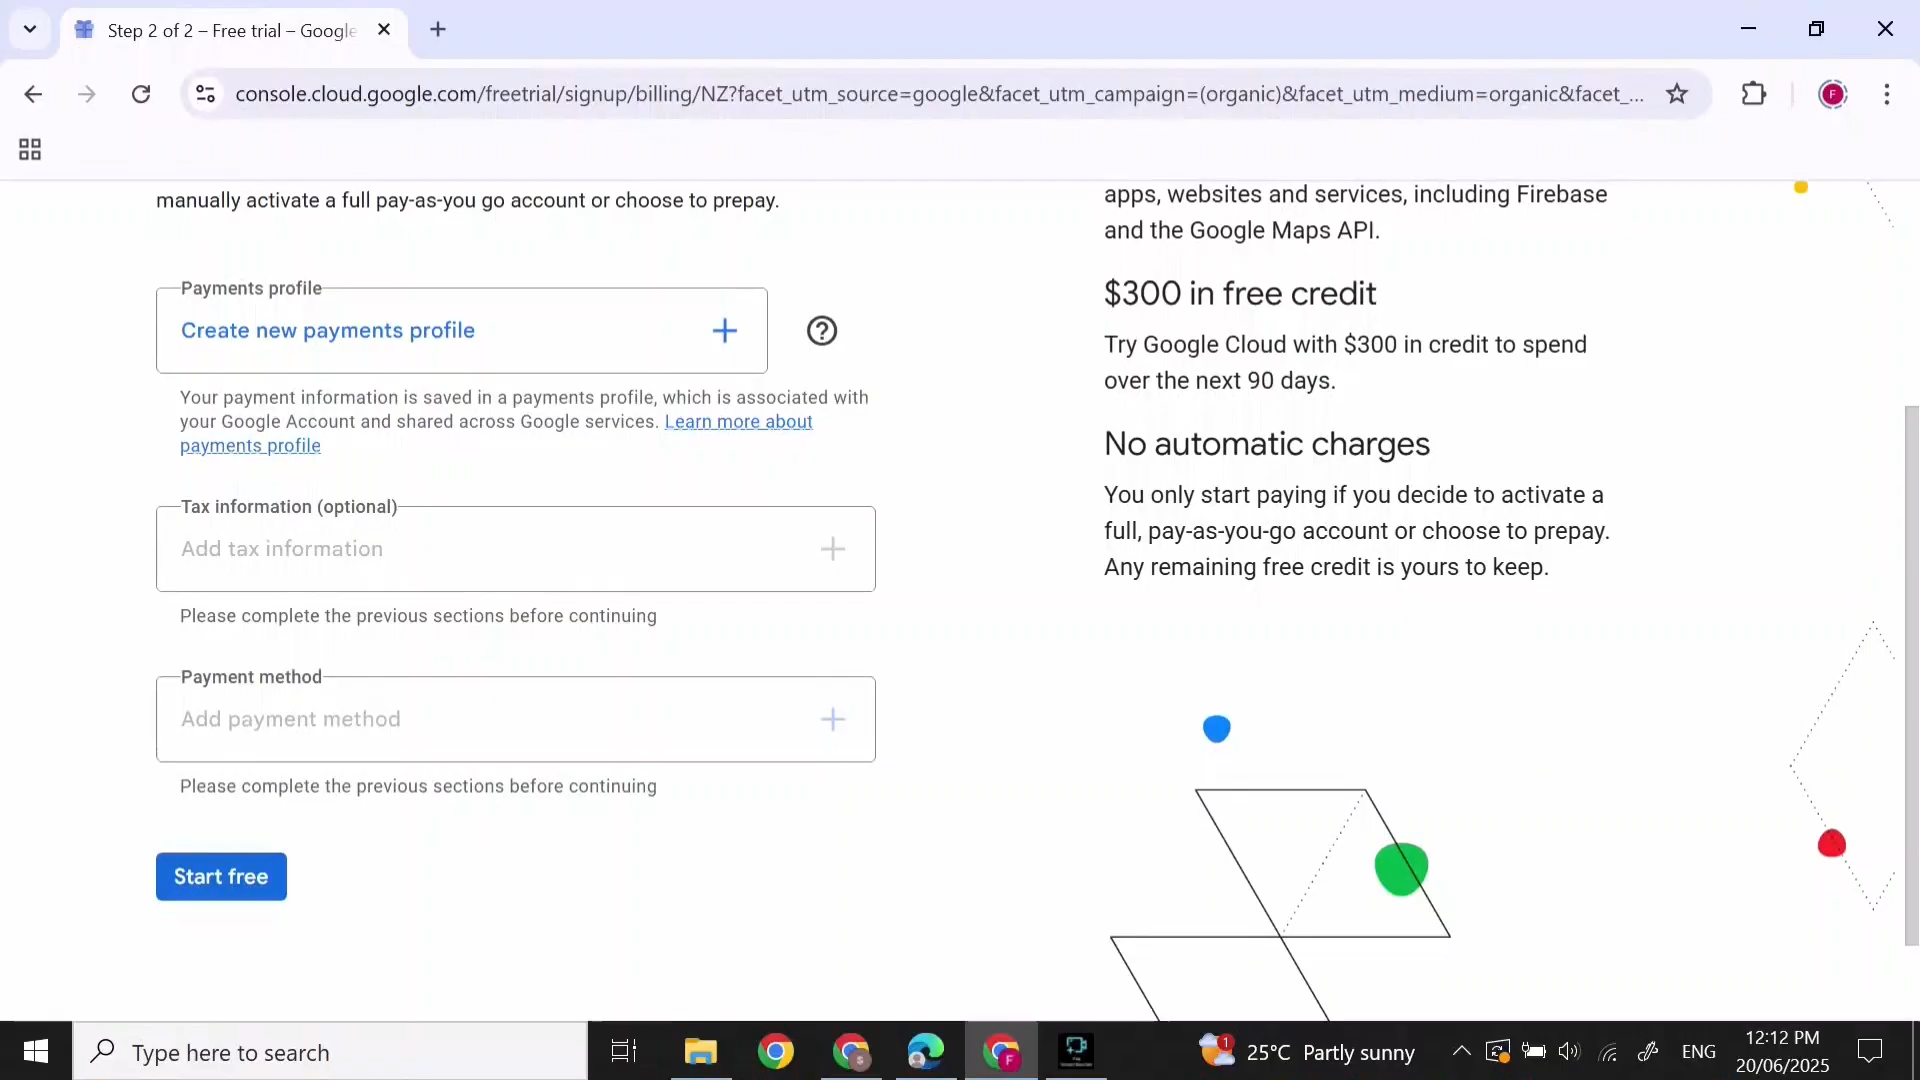 Step 2 of 2 – Free trial – Google
console.cloud.google.com/freetrial/signup/billing/NZ?facet_utm_source=google&facet_utm_campaign=(organic)&facet_utm_medium=organic&facet_...
F
manually activate a full pay-as-you go account or choose to prepay.
Payments profile
Create new payments profile
Your payment information is saved in a payments profile, which is associated with
your Google Account and shared across Google services. Learn more about
payments profile
Tax information (optional)
Add tax information
Please complete the previous sections before continuing
Payment method
Add payment method
Please complete the previous sections before continuing
Start free
apps, websites and services, including Firebase
and the Google Maps API.
$300 in free credit
Try Google Cloud with $300 in credit to spend
over the next 90 days.
No automatic charges
You only start paying if you decide to activate a
full, pay-as-you-go account or choose to prepay.
Any remaining free credit is yours to keep.
Type here to search
S
F
1
25°C Partly sunny
ENG
12:12 PM
20/06/2025